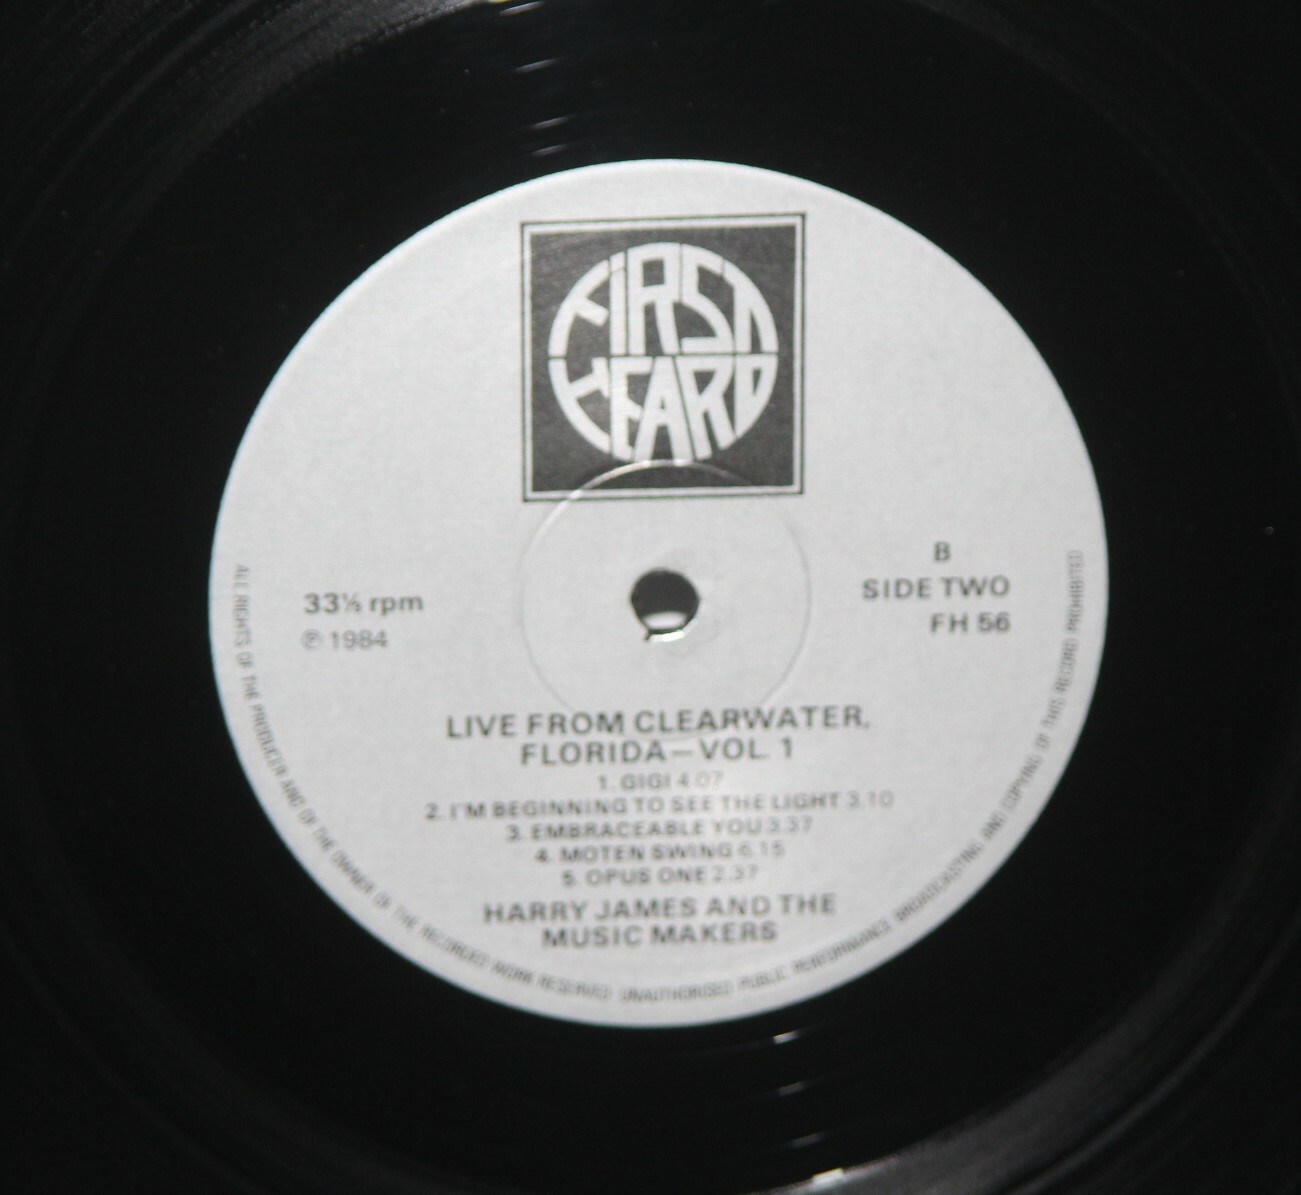 FIRST
HEARD
33⅓ rpm
℗ 1984
B
SIDE TWO
FH 56
LIVE FROM CLEARWATER,
FLORIDA—VOL. 1
1. GIGI 4.07
2. I'M BEGINNING TO SEE THE LIGHT 3.10
3. EMBRACEABLE YOU 3.37
4. MOTEN SWING 6.15
5. OPUS ONE 2.37
HARRY JAMES AND THE
MUSIC MAKERS
ALL RIGHTS OF THE PRODUCER AND OF THE OWNER OF THE RECORDED WORK RESERVED UNAUTHORISED PUBLIC PERFORMANCE BROADCASTING AND COPYING OF THIS RECORD PROHIBITED